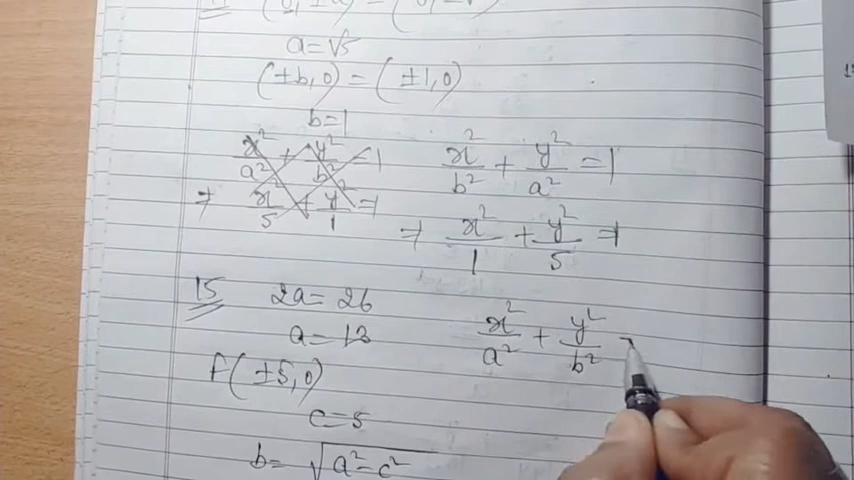 a = √5
(±b, 0) = (±1, 0)
b = 1
x²/a² + y²/b² = 1
⇒ x²/5 + y²/1 = 1
x²/b² + y²/a² = 1
⇒ x²/1 + y²/5 = 1
15 2a = 26
a = 13
F(±5, 0)
c = 5
b = √a² - c²
x²/a² + y²/b²